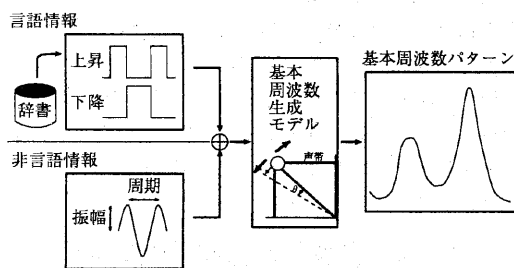 言語情報
辞書
上昇
下降
非言語情報
周期
振幅
基本
周波数
生成
モデル
声帯
基本周波数パターン